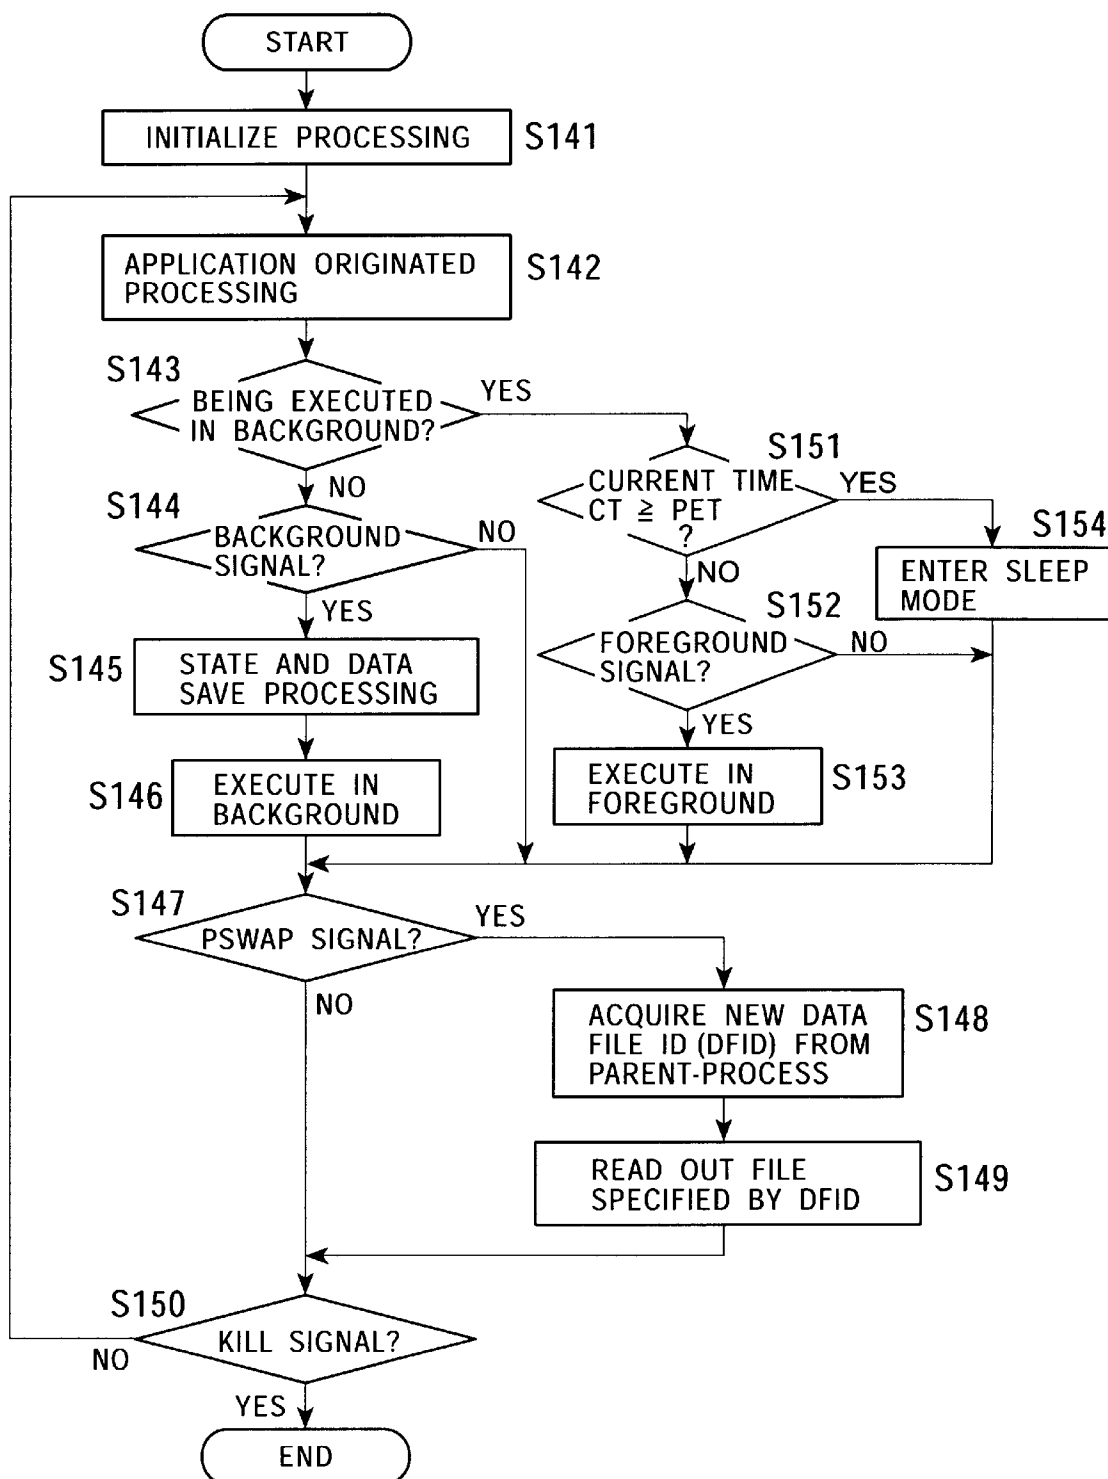 START
INITIALIZE PROCESSING
S141
APPLICATION ORIGINATED
PROCESSING
S142
S143
BEING EXECUTED
IN BACKGROUND?
YES
NO
S151
CURRENT TIME
CT ≧ PET
?
YES
NO
S144
BACKGROUND
SIGNAL?
NO
YES
S154
ENTER SLEEP
MODE
S152
FOREGROUND
SIGNAL?
NO
YES
S145
STATE AND DATA
SAVE PROCESSING
S146
EXECUTE IN
BACKGROUND
EXECUTE IN
FOREGROUND
S153
S147
PSWAP SIGNAL?
YES
NO
ACQUIRE NEW DATA
FILE ID (DFID) FROM
PARENT-PROCESS
S148
READ OUT FILE
SPECIFIED BY DFID
S149
S150
KILL SIGNAL?
NO
YES
END